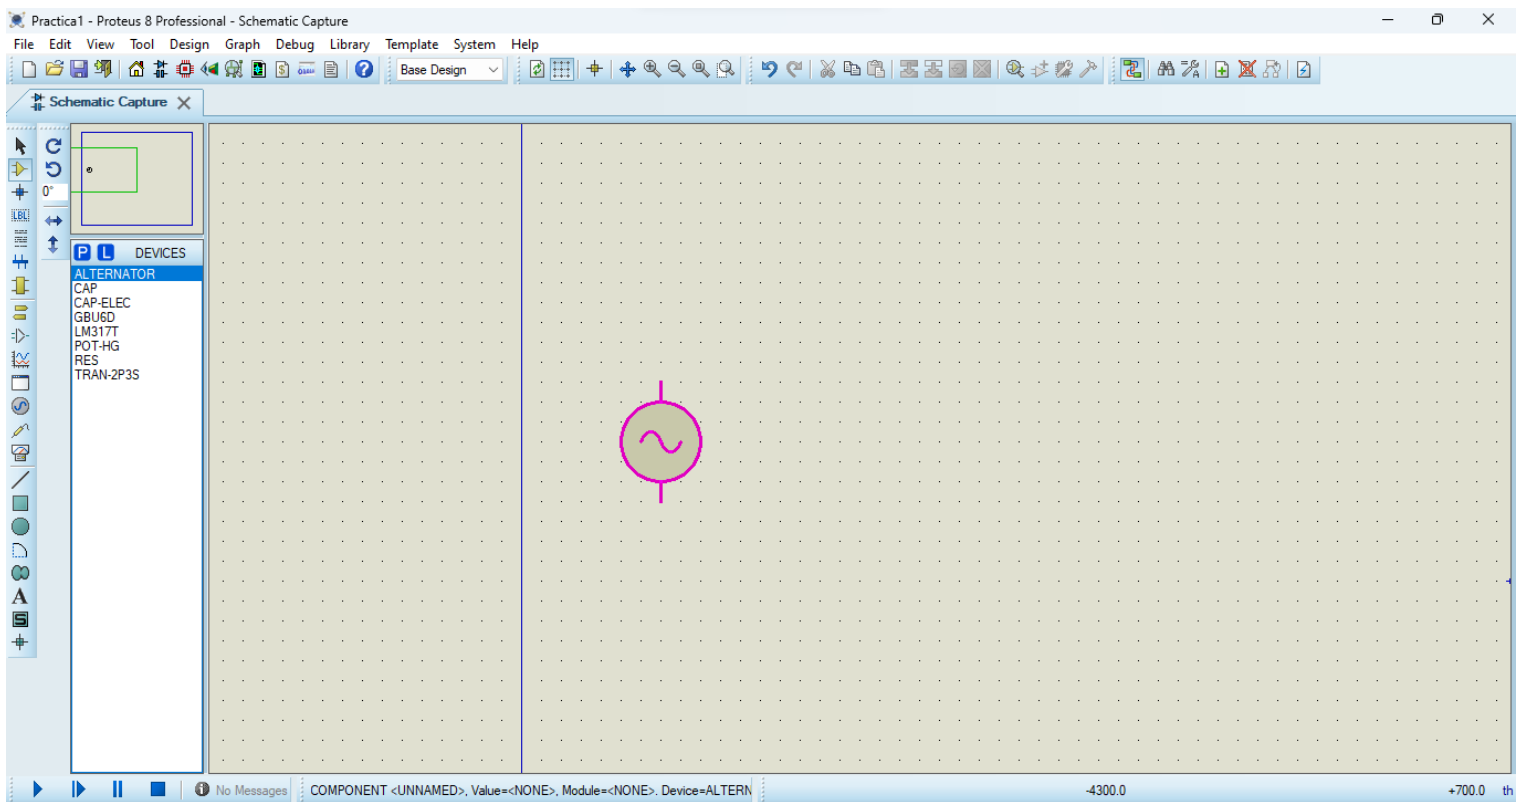 Practica1 - Proteus 8 Professional - Schematic Capture
File Edit View Tool Design Graph Debug Library Template System Help
Base Design
Schematic Capture
0°
LBL
P L DEVICES
ALTERNATOR
CAP
CAP-ELEC
GBU6D
LM317T
POT-HG
RES
TRAN-2P3S
A
S
No Messages COMPONENT <UNNAMED>, Value=<NONE>, Module=<NONE>. Device=ALTERN -4300.0 +700.0 th